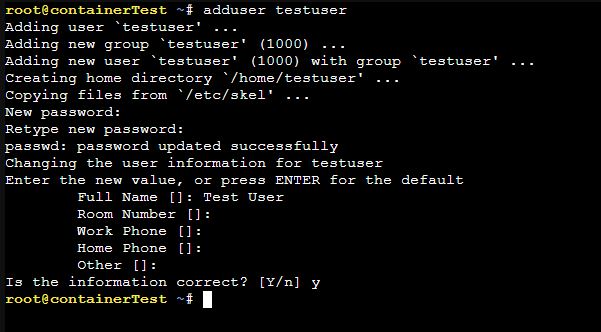 root@containerTest ~# adduser testuser
Adding user `testuser' ...
Adding new group `testuser' (1000) ...
Adding new user `testuser' (1000) with group `testuser' ...
Creating home directory `/home/testuser' ...
Copying files from `/etc/skel' ...
New password:
Retype new password:
passwd: password updated successfully
Changing the user information for testuser
Enter the new value, or press ENTER for the default
        Full Name []: Test User
        Room Number []:
        Work Phone []:
        Home Phone []:
        Other []:
Is the information correct? [Y/n] y
root@containerTest ~#